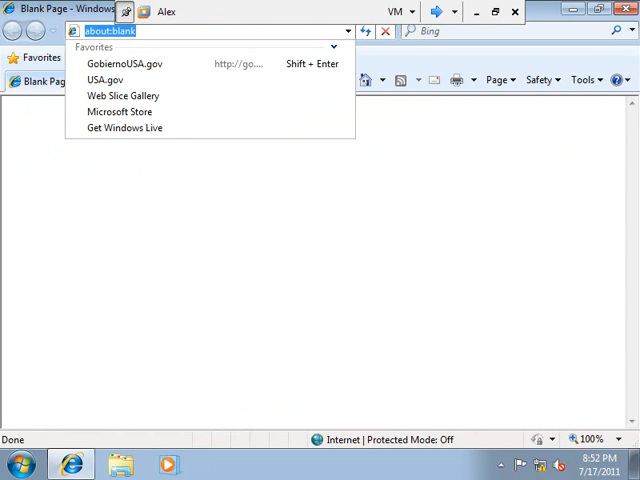 Blank Page - Windows
Alex
VM
about:blank
Bing
Favorites
Favorites
GobiernoUSA.gov http://go.... Shift + Enter
USA.gov
Web Slice Gallery
Microsoft Store
Get Windows Live
Blank Pag
Page
Safety
Tools
Done
Internet | Protected Mode: Off
100%
8:52 PM
7/17/2011